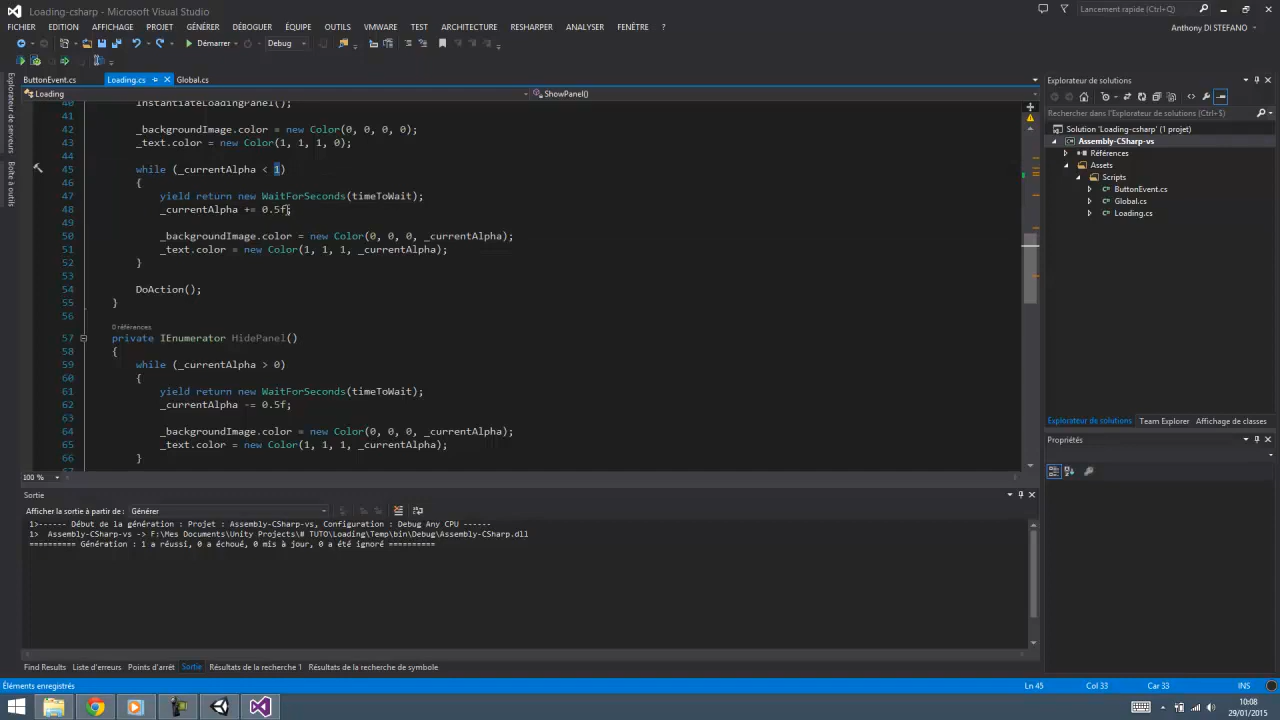 Loading-csharp - Microsoft Visual Studio
Lancement rapide (Ctrl+Q)
FICHIER EDITION AFFICHAGE PROJET GÉNÉRER DÉBOGUER ÉQUIPE OUTILS VMWARE TEST ARCHITECTURE RESHARPER ANALYSER FENÊTRE ?
Anthony DI STEFANO
Démarrer Debug
ButtonEvent.cs Loading.cs Global.cs
Loading ShowPanel()
Explorateur de serveurs
Boîte à outils
40 InstantiateLoadingPanel();
41
42 _backgroundImage.color = new Color(0, 0, 0, 0);
43 _text.color = new Color(1, 1, 1, 0);
44
45 while (_currentAlpha < 1)
46 {
47 yield return new WaitForSeconds(timeToWait);
48 _currentAlpha += 0.5f;
49
50 _backgroundImage.color = new Color(0, 0, 0, _currentAlpha);
51 _text.color = new Color(1, 1, 1, _currentAlpha);
52 }
53
54 DoAction();
55 }
56
0 références
57 private IEnumerator HidePanel()
58 {
59 while (_currentAlpha > 0)
60 {
61 yield return new WaitForSeconds(timeToWait);
62 _currentAlpha -= 0.5f;
63
64 _backgroundImage.color = new Color(0, 0, 0, _currentAlpha);
65 _text.color = new Color(1, 1, 1, _currentAlpha);
66 }
67
100 %
Sortie
Afficher la sortie à partir de : Générer
1>------ Début de la génération : Projet : Assembly-CSharp-vs, Configuration : Debug Any CPU ------
1> Assembly-CSharp-vs -> F:\Mes Documents\Unity Projects\# TUTO\Loading\Temp\bin\Debug\Assembly-CSharp.dll
========== Génération : 1 a réussi, 0 a échoué, 0 mis à jour, 0 a été ignoré ==========
Find Results Liste d'erreurs Points d'arrêt Sortie Résultats de la recherche 1 Résultats de la recherche de symbole
Explorateur de solutions
Rechercher dans l'Explorateur de solutions (Ctrl+$)
Solution 'Loading-csharp' (1 projet)
Assembly-CSharp-vs
Références
Assets
Scripts
ButtonEvent.cs
Global.cs
Loading.cs
Explorateur de solutions Team Explorer Affichage de classes
Propriétés
Éléments enregistrés Ln 45 Col 33 Car 33 INS
10:08
29/01/2015